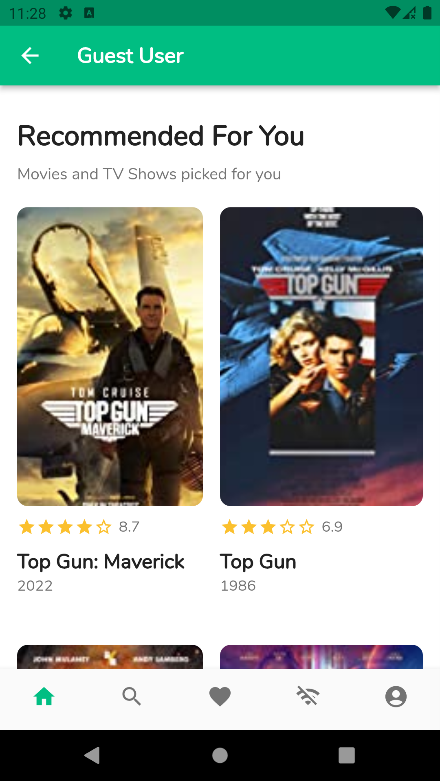 11:28
Guest User
Recommended For You
Movies and TV Shows picked for you
TOM CRUISE
TOP GUN
MAVERICK
TOM CRUISE KELLY McGILLIS
TOP GUN
8.7
6.9
Top Gun: Maverick
Top Gun
2022
1986
JOHN MULANEY
ANDY SAMBERG